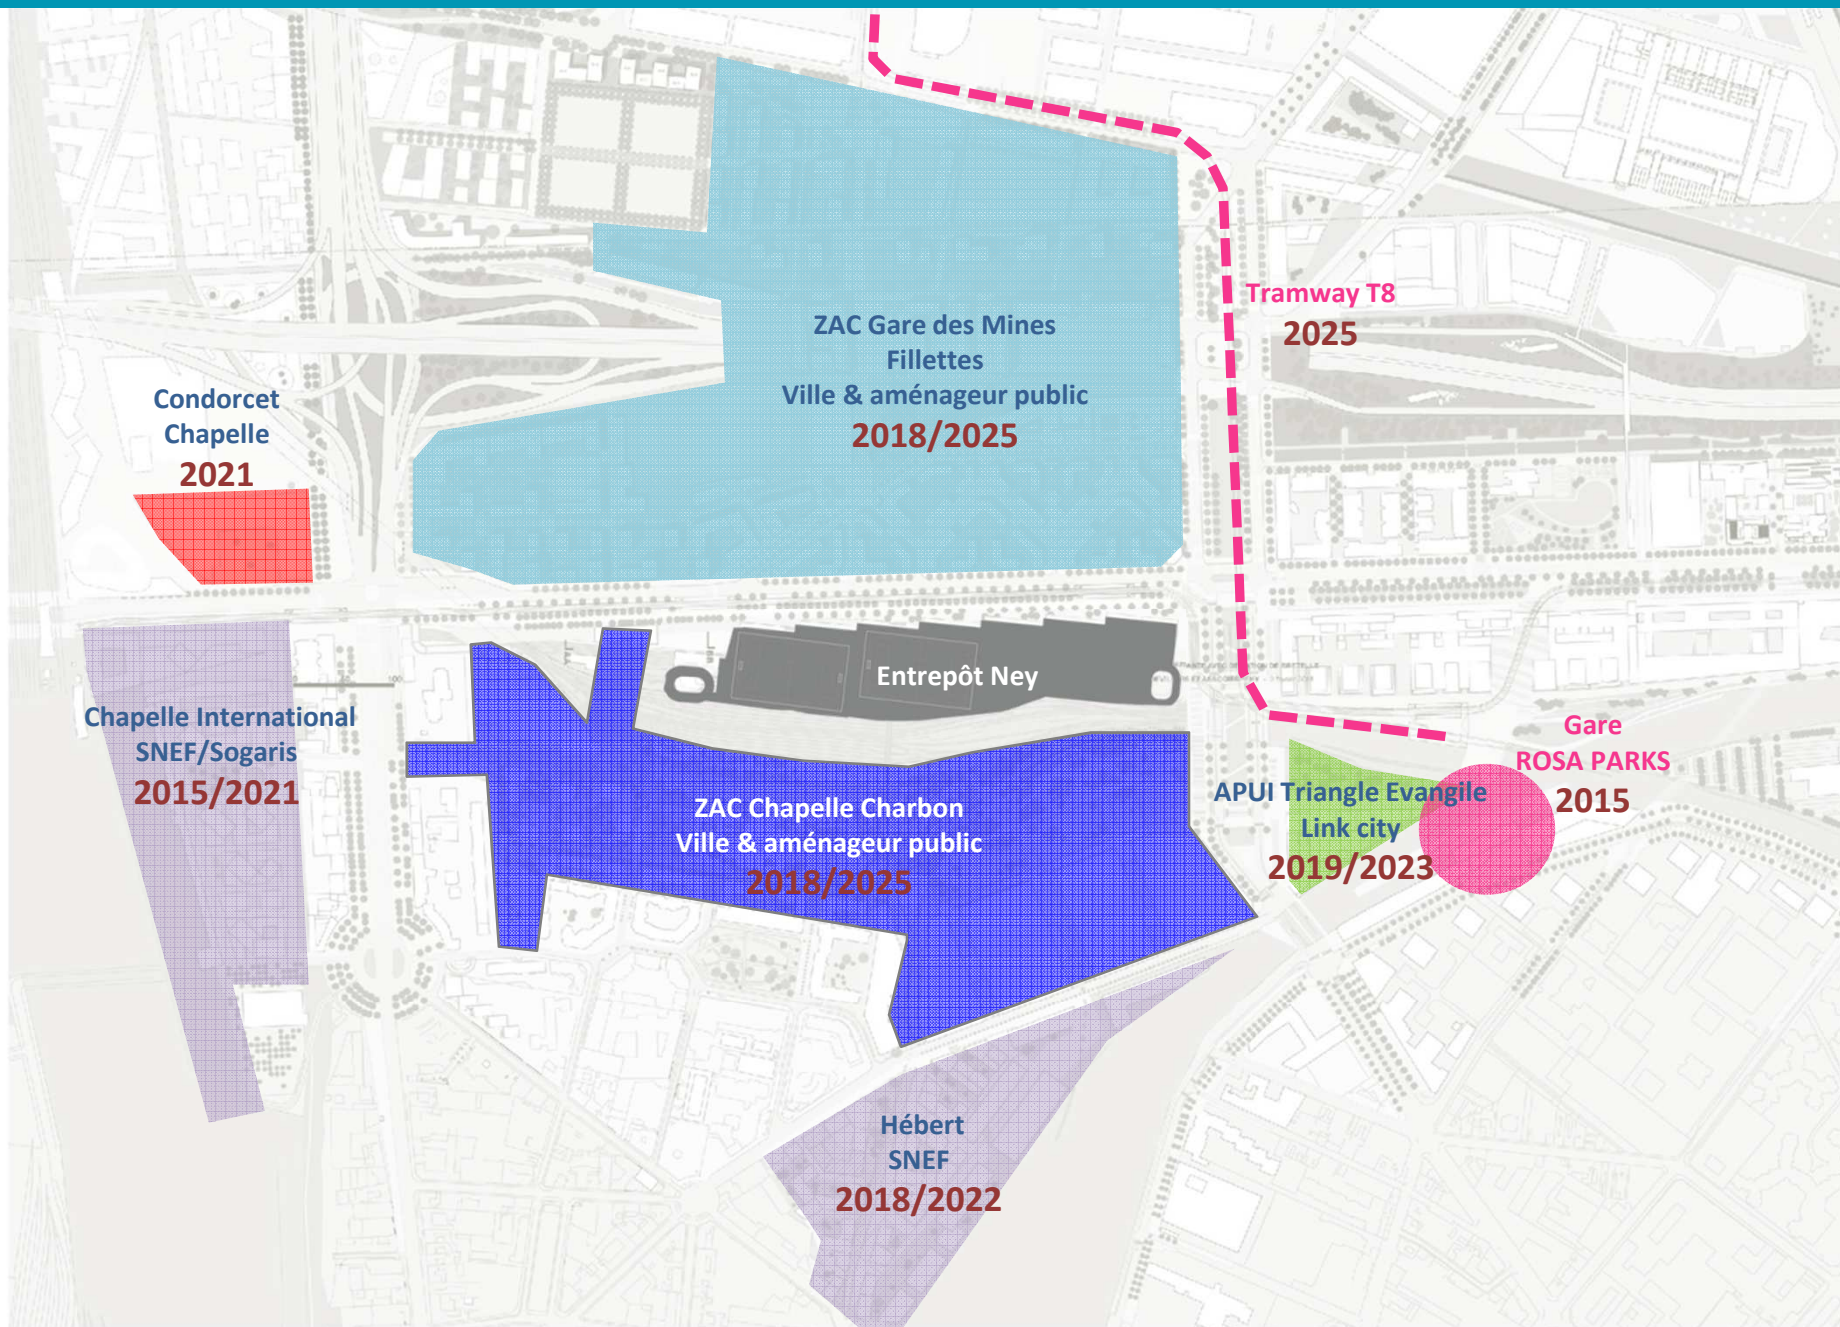 Tramway T8
2025
ZAC Gare des Mines
Fillettes
Ville & aménageur public
2018/2025
Condorcet
Chapelle
2021
Entrepôt Ney
Chapelle International
SNEF/Sogaris
2015/2021
ZAC Chapelle Charbon
Ville & aménageur public
2018/2025
Gare
ROSA PARKS
2015
APUI Triangle Evangile
Link city
2019/2023
Hébert
SNEF
2018/2022